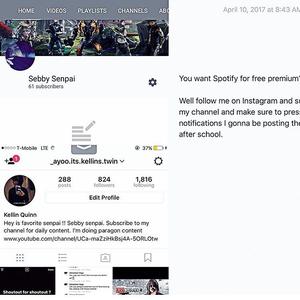 HOME VIDEOS PLAYLISTS CHANNELS ABO
Sebby Senpai
61 subscribers
T-Mobile LTE 37%
_ayoo.its.kellins.twin
288 824 1,816
posts followers following
Edit Profile
Kellin Quinn
Hey is favorite senpai !! Sebby senpai. Subscribe to my
channel for daily content. I'm doing paragon content
www.youtube.com/channel/UCa-maZziHkBsj4A-5ORLOtw
Shoutout for shoutout ?
April 10, 2017 at 8:43 AM
You want Spotify for free premium?
Well follow me on Instagram and su
my channel and make sure to press
notifications I gonna be posting the
after school.